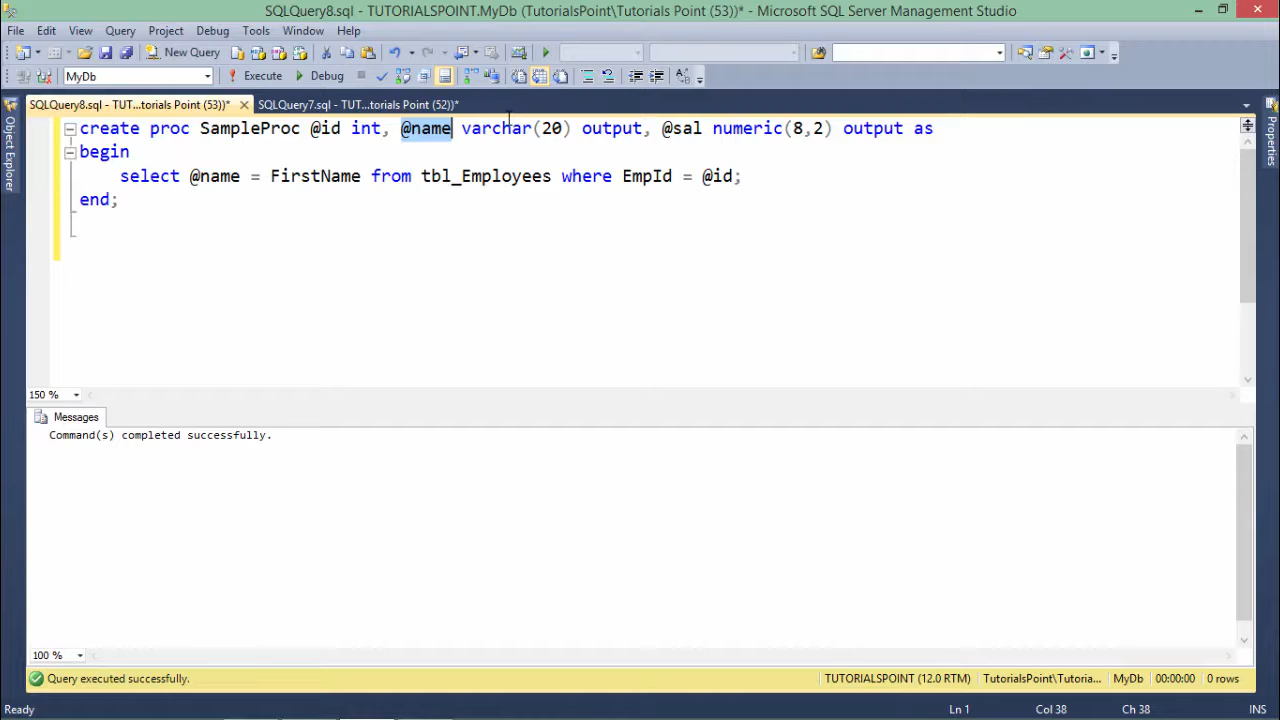 SQLQuery8.sql - TUTORIALSPOINT.MyDb (TutorialsPoint\Tutorials Point (53))* - Microsoft SQL Server Management Studio
File Edit View Query Project Debug Tools Window Help
New Query
MyDb Execute Debug
SQLQuery8.sql - TUT...torials Point (53))* SQLQuery7.sql - TUT...torials Point (52))*
Object Explorer
Properties
create proc SampleProc @id int, @name varchar(20) output, @sal numeric(8,2) output as
begin
select @name = FirstName from tbl_Employees where EmpId = @id;
end;
150 %
Messages
Command(s) completed successfully.
100 %
Query executed successfully. TUTORIALSPOINT (12.0 RTM) TutorialsPoint\Tutoria... MyDb 00:00:00 0 rows
Ready Ln 1 Col 38 Ch 38 INS